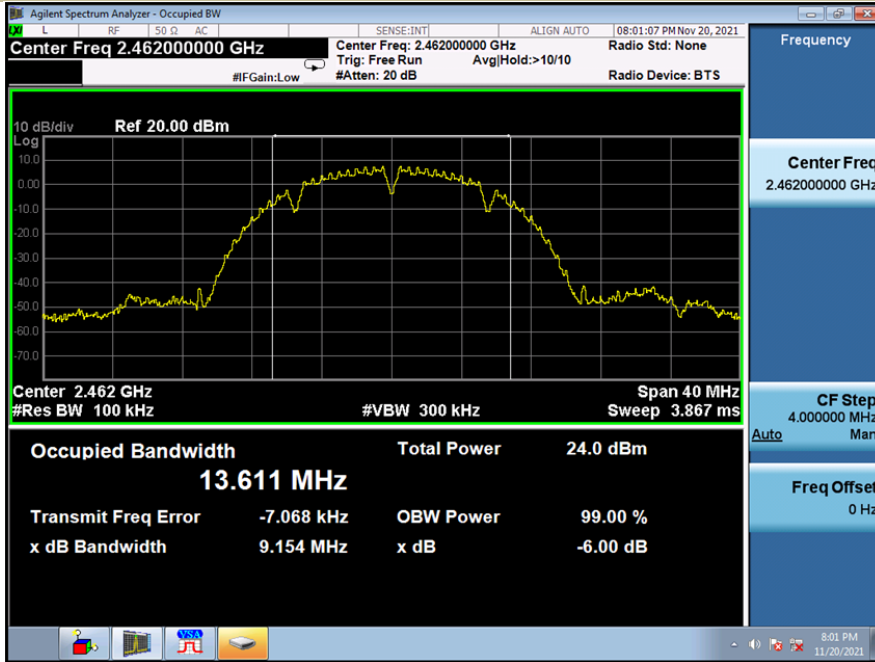 Agilent Spectrum Analyzer - Occupied BW
LXI L RF 50 Ω AC SENSE:INT ALIGN AUTO 08:01:07 PM Nov 20, 2021
Center Freq 2.462000000 GHz
Center Freq: 2.462000000 GHz Radio Std: None
Trig: Free Run Avg|Hold:>10/10
#IFGain:Low #Atten: 20 dB Radio Device: BTS
10 dB/div Ref 20.00 dBm
Log
10.0
0.00
-10.0
-20.0
-30.0
-40.0
-50.0
-60.0
-70.0
Center 2.462 GHz Span 40 MHz
#Res BW 100 kHz #VBW 300 kHz Sweep 3.867 ms
Occupied Bandwidth Total Power 24.0 dBm
13.611 MHz
Transmit Freq Error -7.068 kHz OBW Power 99.00 %
x dB Bandwidth 9.154 MHz x dB -6.00 dB
Frequency
Center Freq
2.462000000 GHz
CF Step
4.000000 MHz
Auto Man
Freq Offset
0 Hz
VSA
8:01 PM
11/20/2021